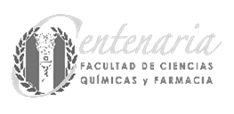 Centenaria
FACULTAD DE CIENCIAS
QUÍMICAS y FARMACIA